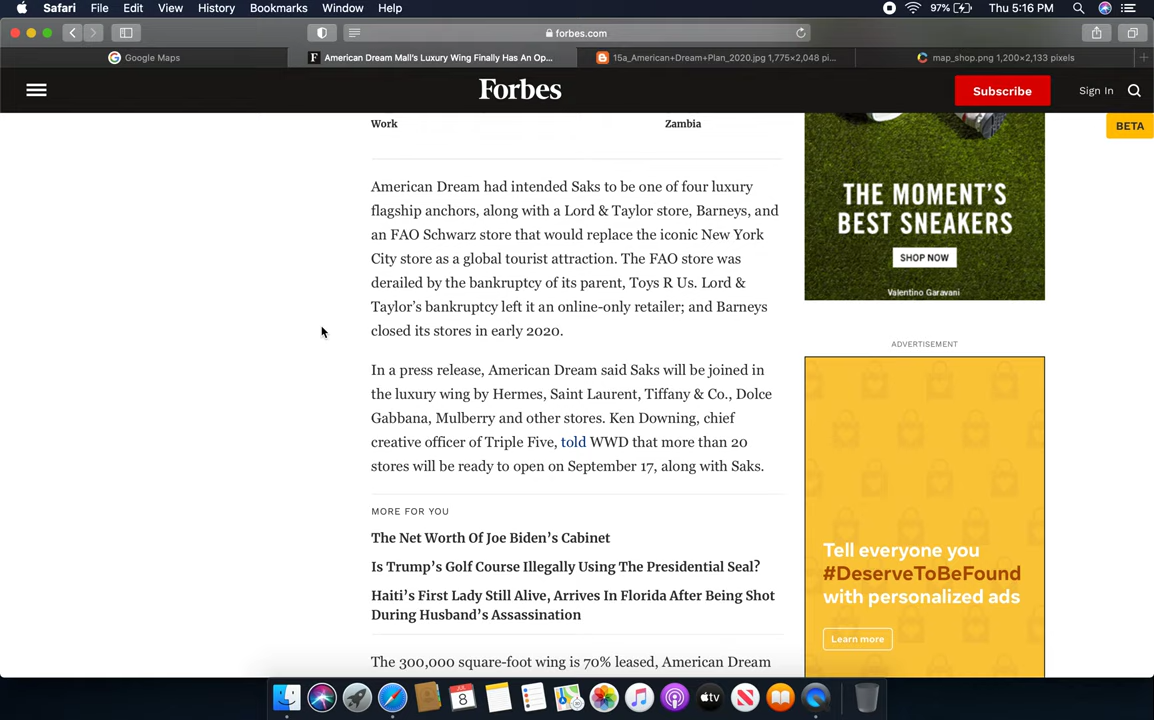 Safari File Edit View History Bookmarks Window Help 97% Thu 5:16 PM
forbes.com
Google Maps American Dream Mall's Luxury Wing Finally Has An Op... 15a_American+Dream+Plan_2020.jpg 1,775×2,048 pi... map_shop.png 1,200×2,133 pixels
Forbes Subscribe Sign In
BETA
Work Zambia
American Dream had intended Saks to be one of four luxury
flagship anchors, along with a Lord & Taylor store, Barneys, and
an FAO Schwarz store that would replace the iconic New York
City store as a global tourist attraction. The FAO store was
derailed by the bankruptcy of its parent, Toys R Us. Lord &
Taylor's bankruptcy left it an online-only retailer; and Barneys
closed its stores in early 2020.
In a press release, American Dream said Saks will be joined in
the luxury wing by Hermes, Saint Laurent, Tiffany & Co., Dolce
Gabbana, Mulberry and other stores. Ken Downing, chief
creative officer of Triple Five, told WWD that more than 20
stores will be ready to open on September 17, along with Saks.
MORE FOR YOU
The Net Worth Of Joe Biden's Cabinet
Is Trump's Golf Course Illegally Using The Presidential Seal?
Haiti's First Lady Still Alive, Arrives In Florida After Being Shot
During Husband's Assassination
The 300,000 square-foot wing is 70% leased, American Dream
THE MOMENT'S
BEST SNEAKERS
SHOP NOW
Valentino Garavani
ADVERTISEMENT
Tell everyone you
#DeserveToBeFound
with personalized ads
Learn more
JUL
8
tv